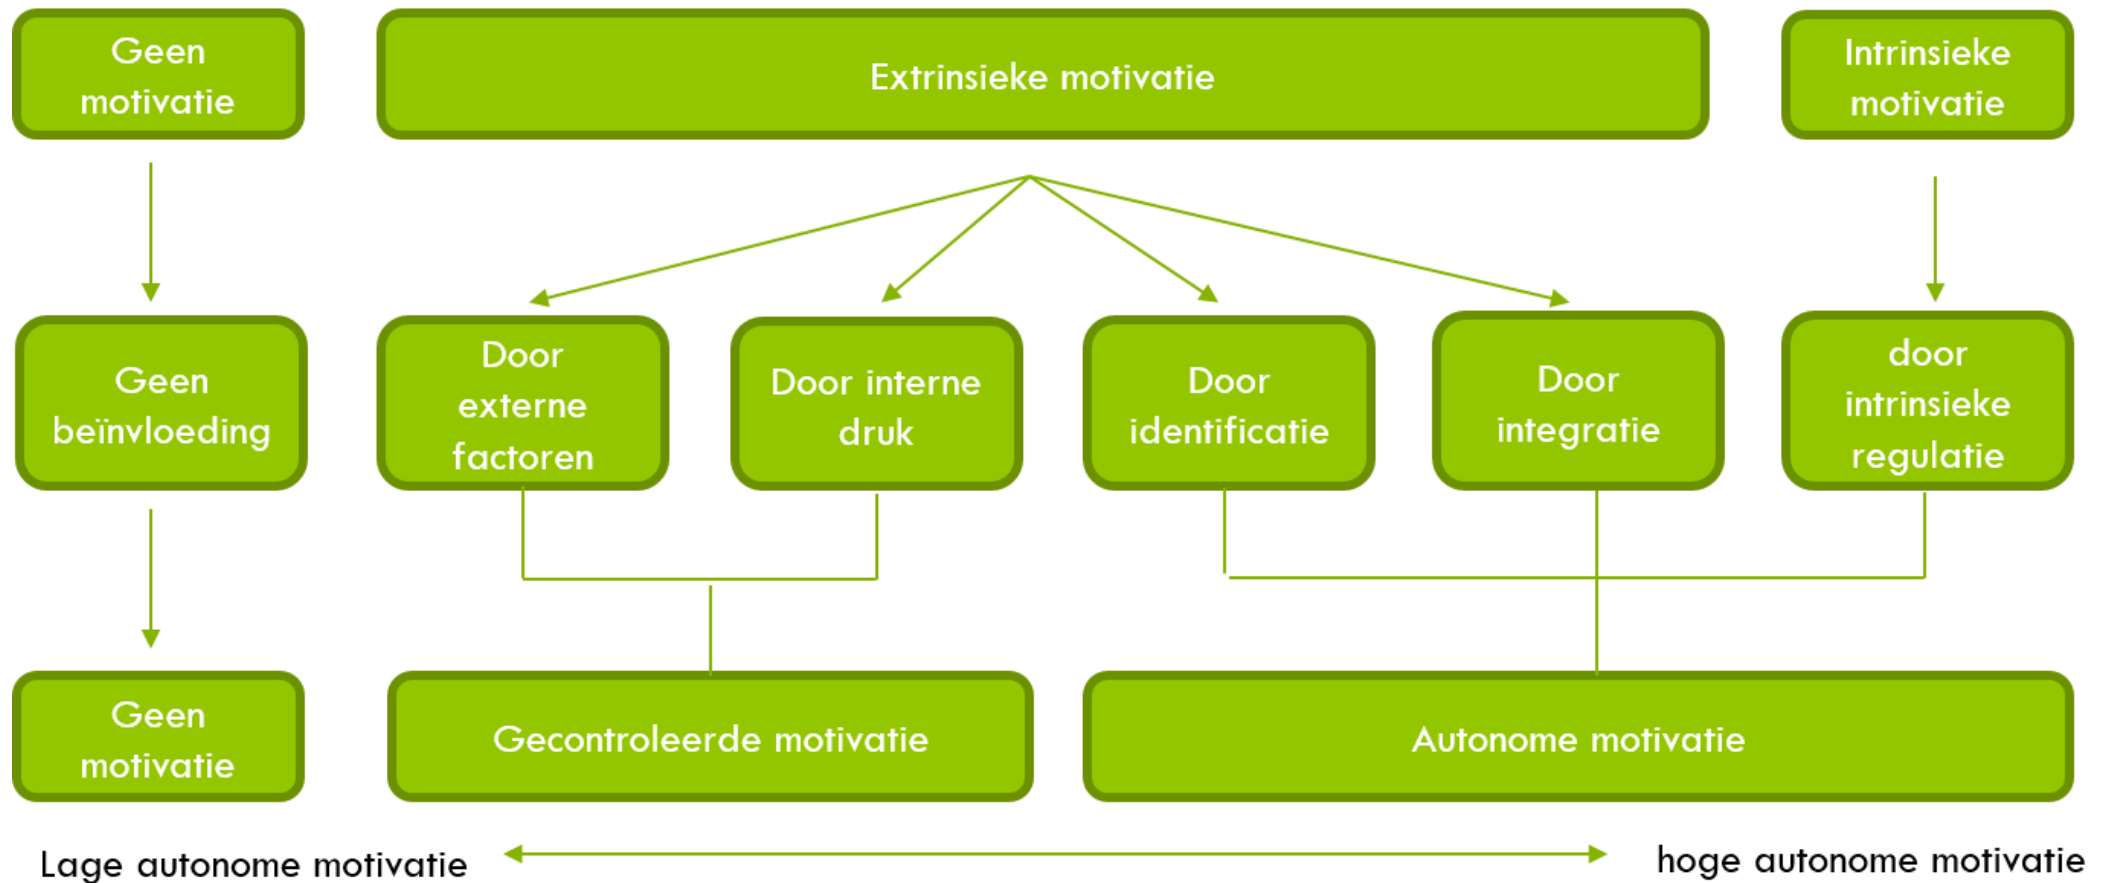 Geen
motivatie
Extrinsieke motivatie
Intrinsieke
motivatie
Geen
beïnvloeding
Door
externe
factoren
Door interne
druk
Door
identificatie
Door
integratie
door
intrinsieke
regulatie
Geen
motivatie
Gecontroleerde motivatie
Autonome motivatie
Lage autonome motivatie
hoge autonome motivatie